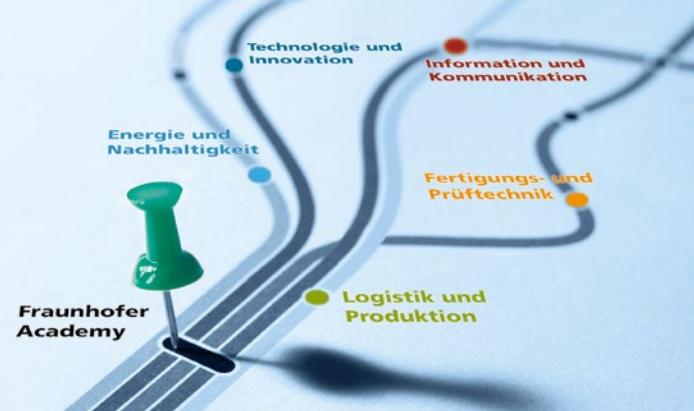 Technologie und
Innovation
Information und
Kommunikation
Energie und
Nachhaltigkeit
Fertigungs- und
Prüftechnik
Logistik und
Produktion
Fraunhofer
Academy